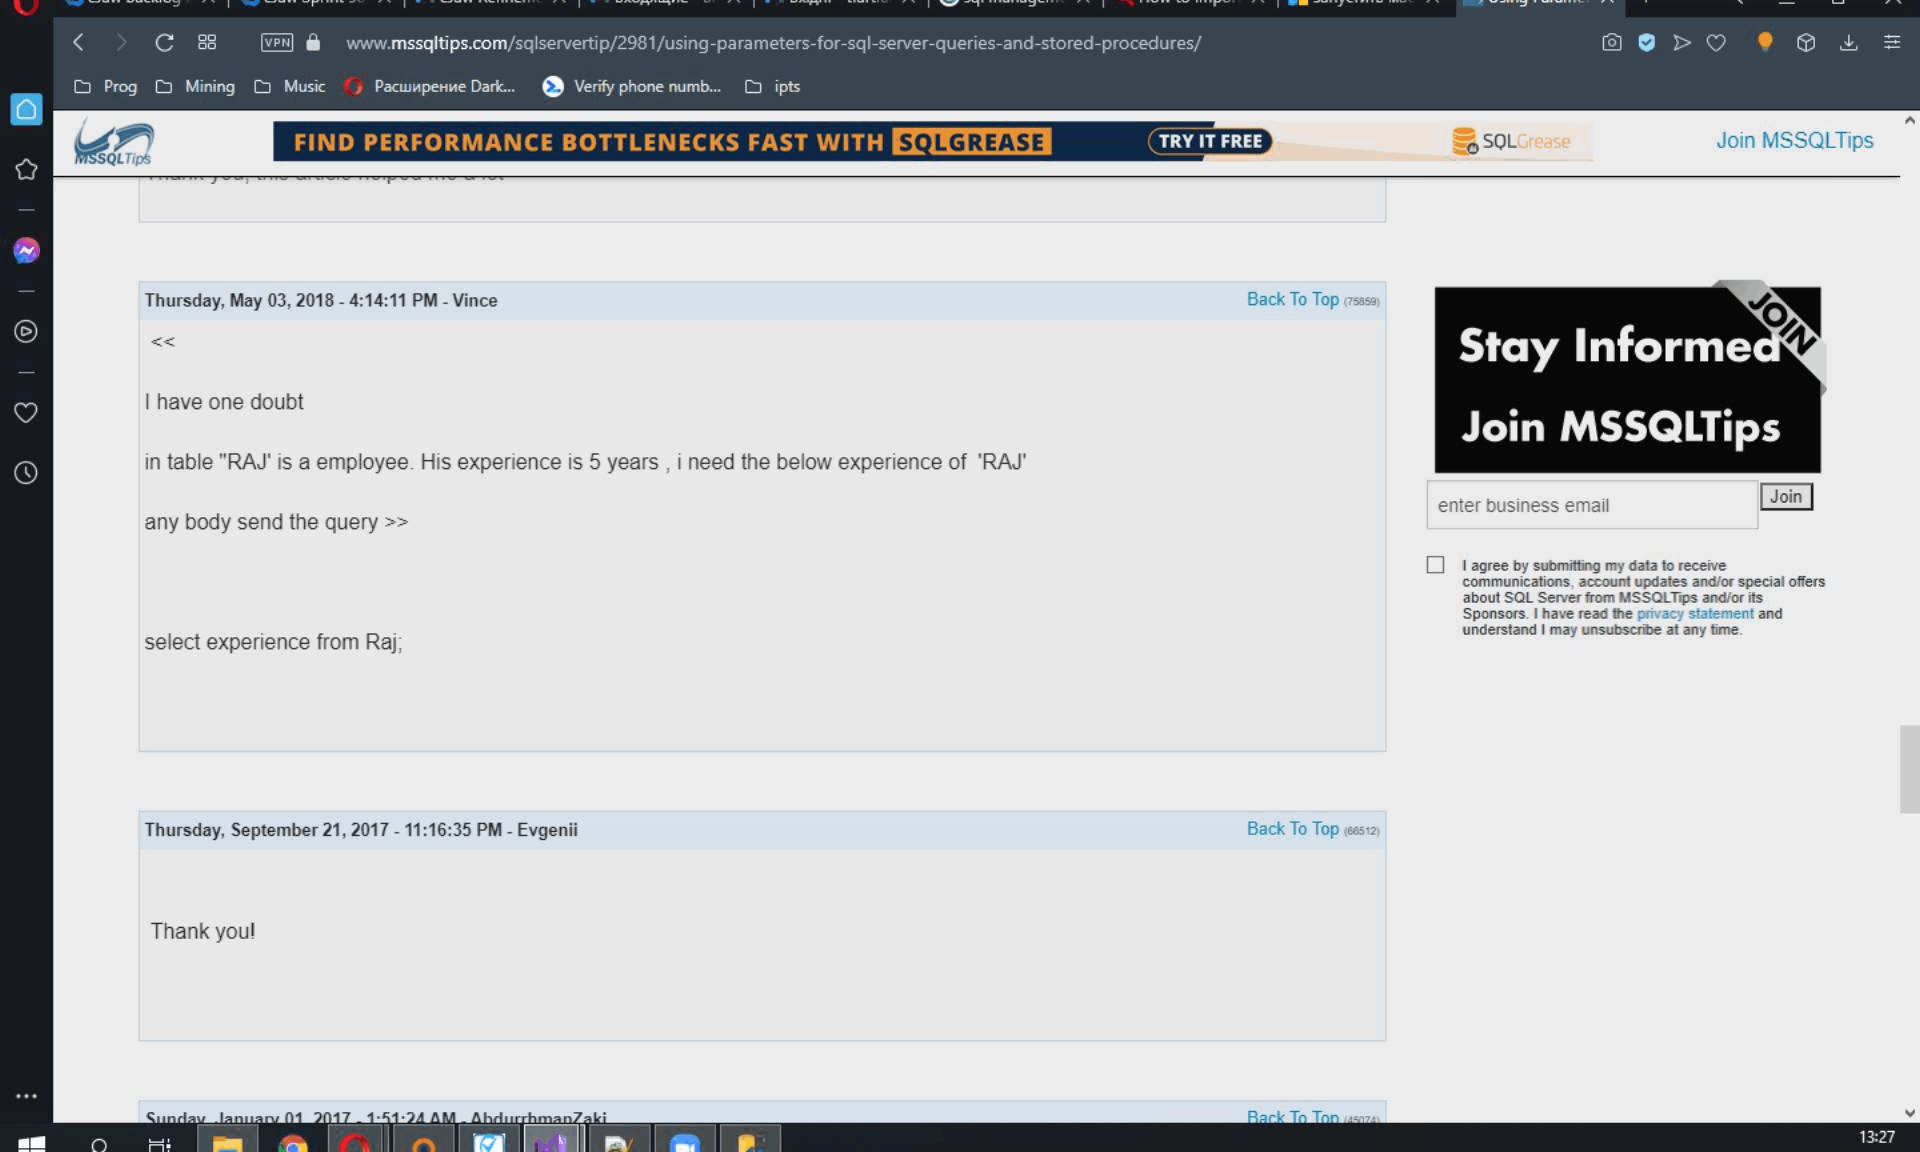 VPN
www.mssqltips.com/sqlservertip/2981/using-parameters-for-sql-server-queries-and-stored-procedures/
Prog
Mining
Music
Расширение Dark...
Verify phone numb...
ipts
MSSQLTips
FIND PERFORMANCE BOTTLENECKS FAST WITH SQLGREASE
TRY IT FREE
SQLGrease
Join MSSQLTips
Thank you, this article helped me a lot
Thursday, May 03, 2018 - 4:14:11 PM - Vince
Back To Top (75859)
<<
I have one doubt
in table "RAJ' is a employee. His experience is 5 years , i need the below experience of 'RAJ'
any body send the query >>
select experience from Raj;
Thursday, September 21, 2017 - 11:16:35 PM - Evgenii
Back To Top (66512)
Thank you!
Sunday, January 01, 2017 - 1:51:24 AM - AbdurrhmanZaki
Back To Top (45074)
JOIN
Stay Informed
Join MSSQLTips
enter business email
Join
I agree by submitting my data to receive
communications, account updates and/or special offers
about SQL Server from MSSQLTips and/or its
Sponsors. I have read the privacy statement and
understand I may unsubscribe at any time.
13:27